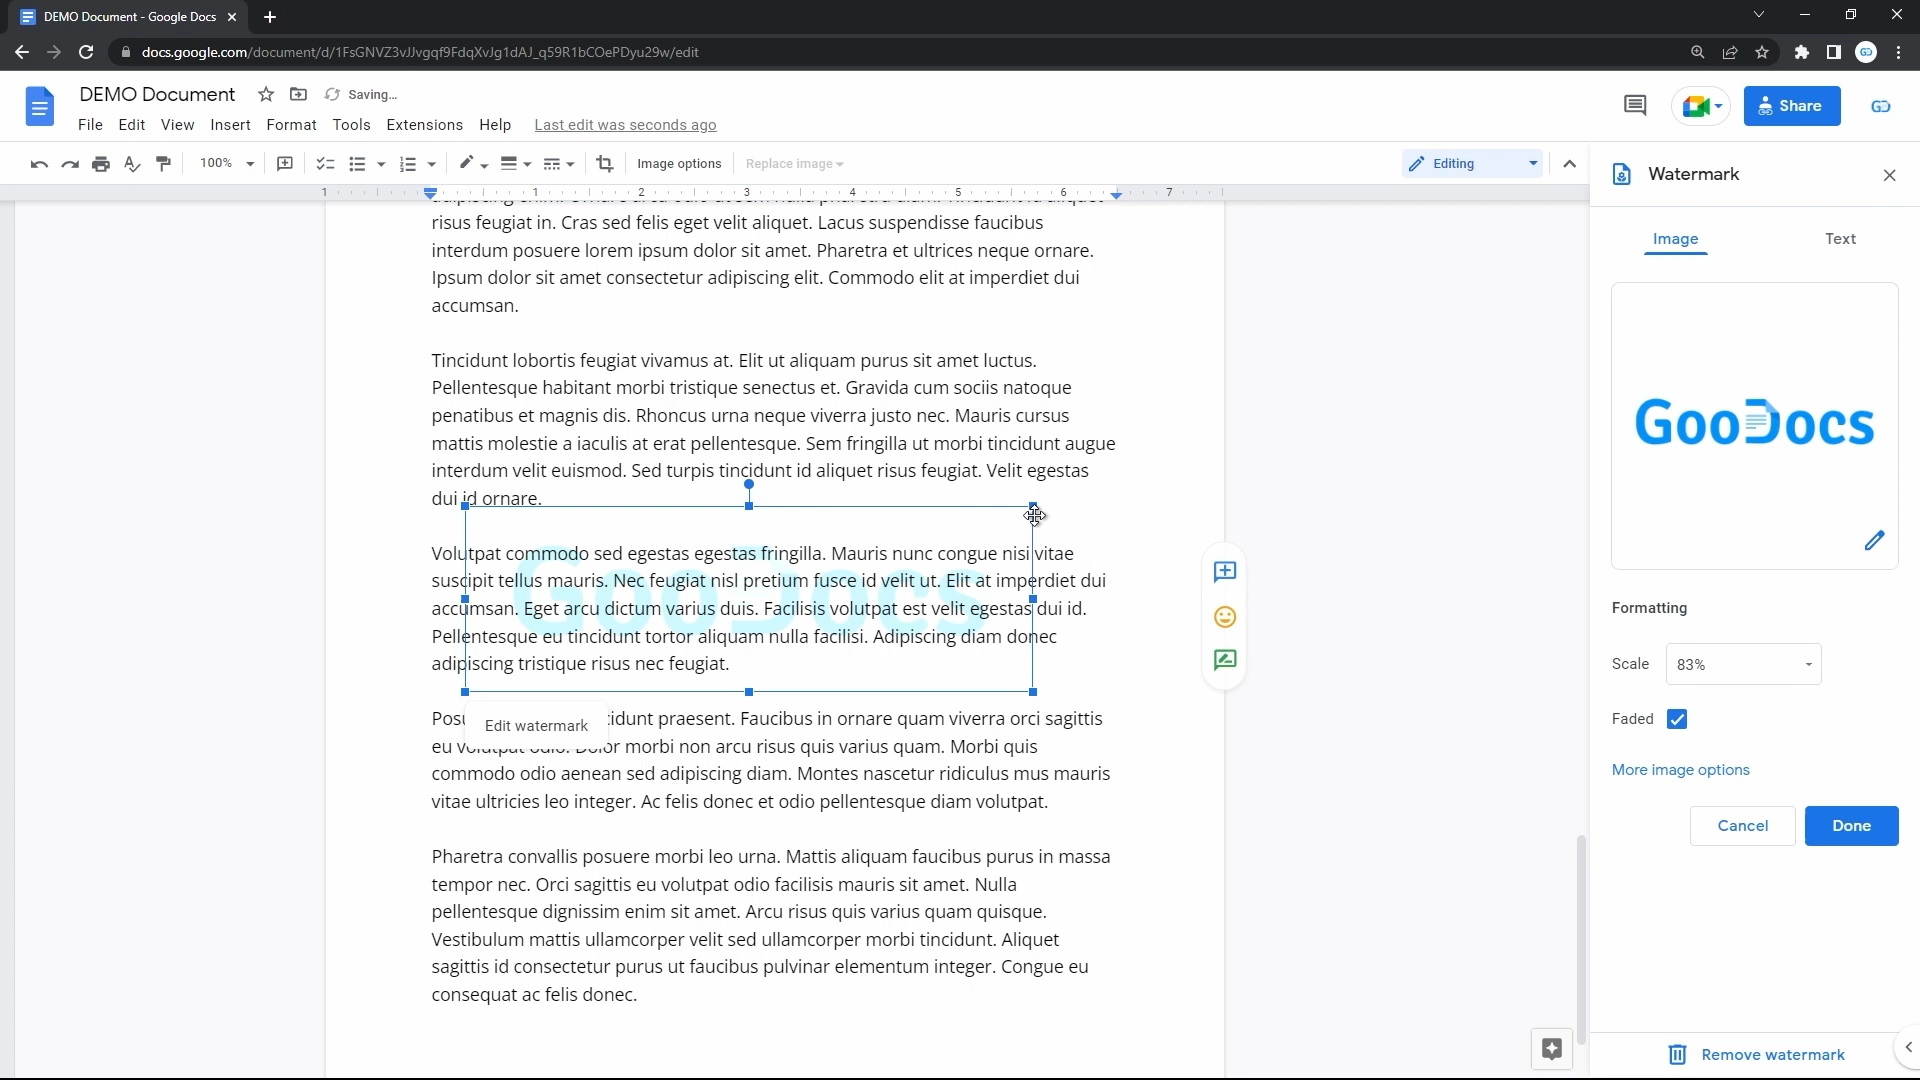 DEMO Document - Google Docs
docs.google.com/document/d/1FsGNVZ3vJJvgqf9FdqXvJg1dAJ_q59R1bCOePDyu29w/edit
DEMO Document
Saving...
Share
File Edit View Insert Format Tools Extensions Help Last edit was seconds ago
100%
Image options
Replace image
Editing
1 1 2 3 4 5 6 7
risus feugiat in. Cras sed felis eget velit aliquet. Lacus suspendisse faucibus
interdum posuere lorem ipsum dolor sit amet. Pharetra et ultrices neque ornare.
Ipsum dolor sit amet consectetur adipiscing elit. Commodo elit at imperdiet dui
accumsan.
Tincidunt lobortis feugiat vivamus at. Elit ut aliquam purus sit amet luctus.
Pellentesque habitant morbi tristique senectus et. Gravida cum sociis natoque
penatibus et magnis dis. Rhoncus urna neque viverra justo nec. Mauris cursus
mattis molestie a iaculis at erat pellentesque. Sem fringilla ut morbi tincidunt augue
interdum velit euismod. Sed turpis tincidunt id aliquet risus feugiat. Velit egestas
dui id ornare.
Volutpat commodo sed egestas egestas fringilla. Mauris nunc congue nisi vitae
suscipit tellus mauris. Nec feugiat nisl pretium fusce id velit ut. Elit at imperdiet dui
accumsan. Eget arcu dictum varius duis. Facilisis volutpat est velit egestas dui id.
Pellentesque eu tincidunt tortor aliquam nulla facilisi. Adipiscing diam donec
adipiscing tristique risus nec feugiat.
GooDocs
Edit watermark
praesent. Faucibus in ornare quam viverra orci sagittis
eu volutpat odio. Dolor morbi non arcu risus quis varius quam. Morbi quis
commodo odio aenean sed adipiscing diam. Montes nascetur ridiculus mus mauris
vitae ultricies leo integer. Ac felis donec et odio pellentesque diam volutpat.
Pharetra convallis posuere morbi leo urna. Mattis aliquam faucibus purus in massa
tempor nec. Orci sagittis eu volutpat odio facilisis mauris sit amet. Nulla
pellentesque dignissim enim sit amet. Arcu risus quis varius quam quisque.
Vestibulum mattis ullamcorper velit sed ullamcorper morbi tincidunt. Aliquet
sagittis id consectetur purus ut faucibus pulvinar elementum integer. Congue eu
consequat ac felis donec.
Watermark
Image
Text
GooDocs
Formatting
Scale 83%
Faded
More image options
Cancel
Done
Remove watermark